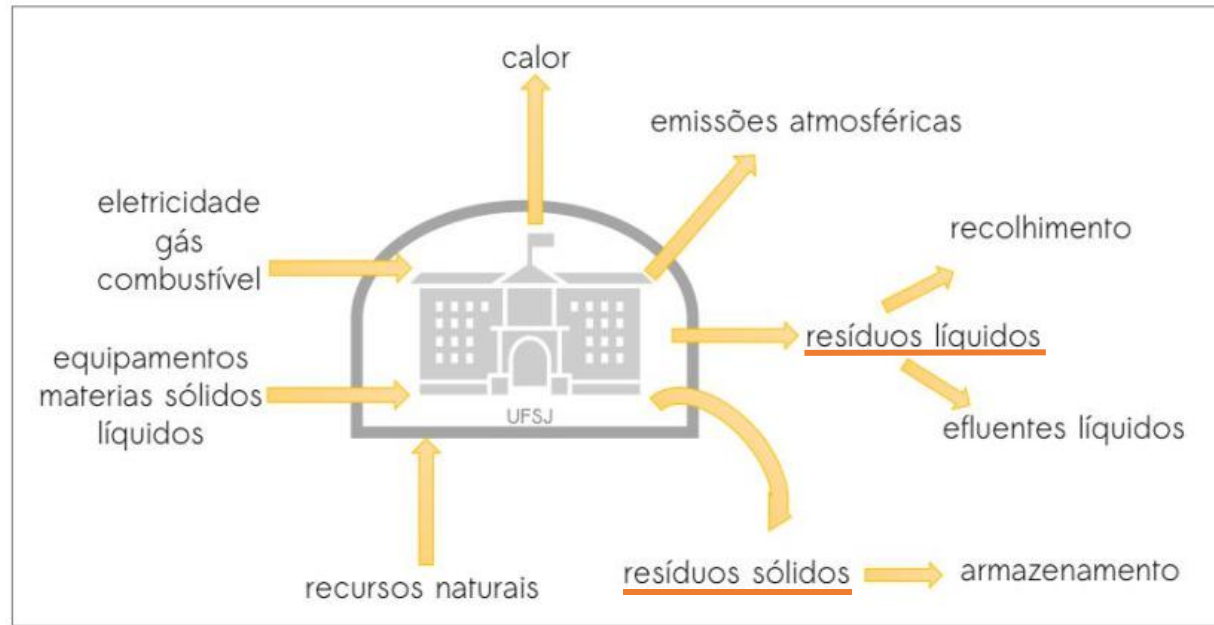 calor
emissões atmosféricas
eletricidade
gás
combustível
recolhimento
resíduos líquidos
equipamentos
materias sólidos
líquidos
UFSJ
efluentes líquidos
recursos naturais
resíduos sólidos
armazenamento